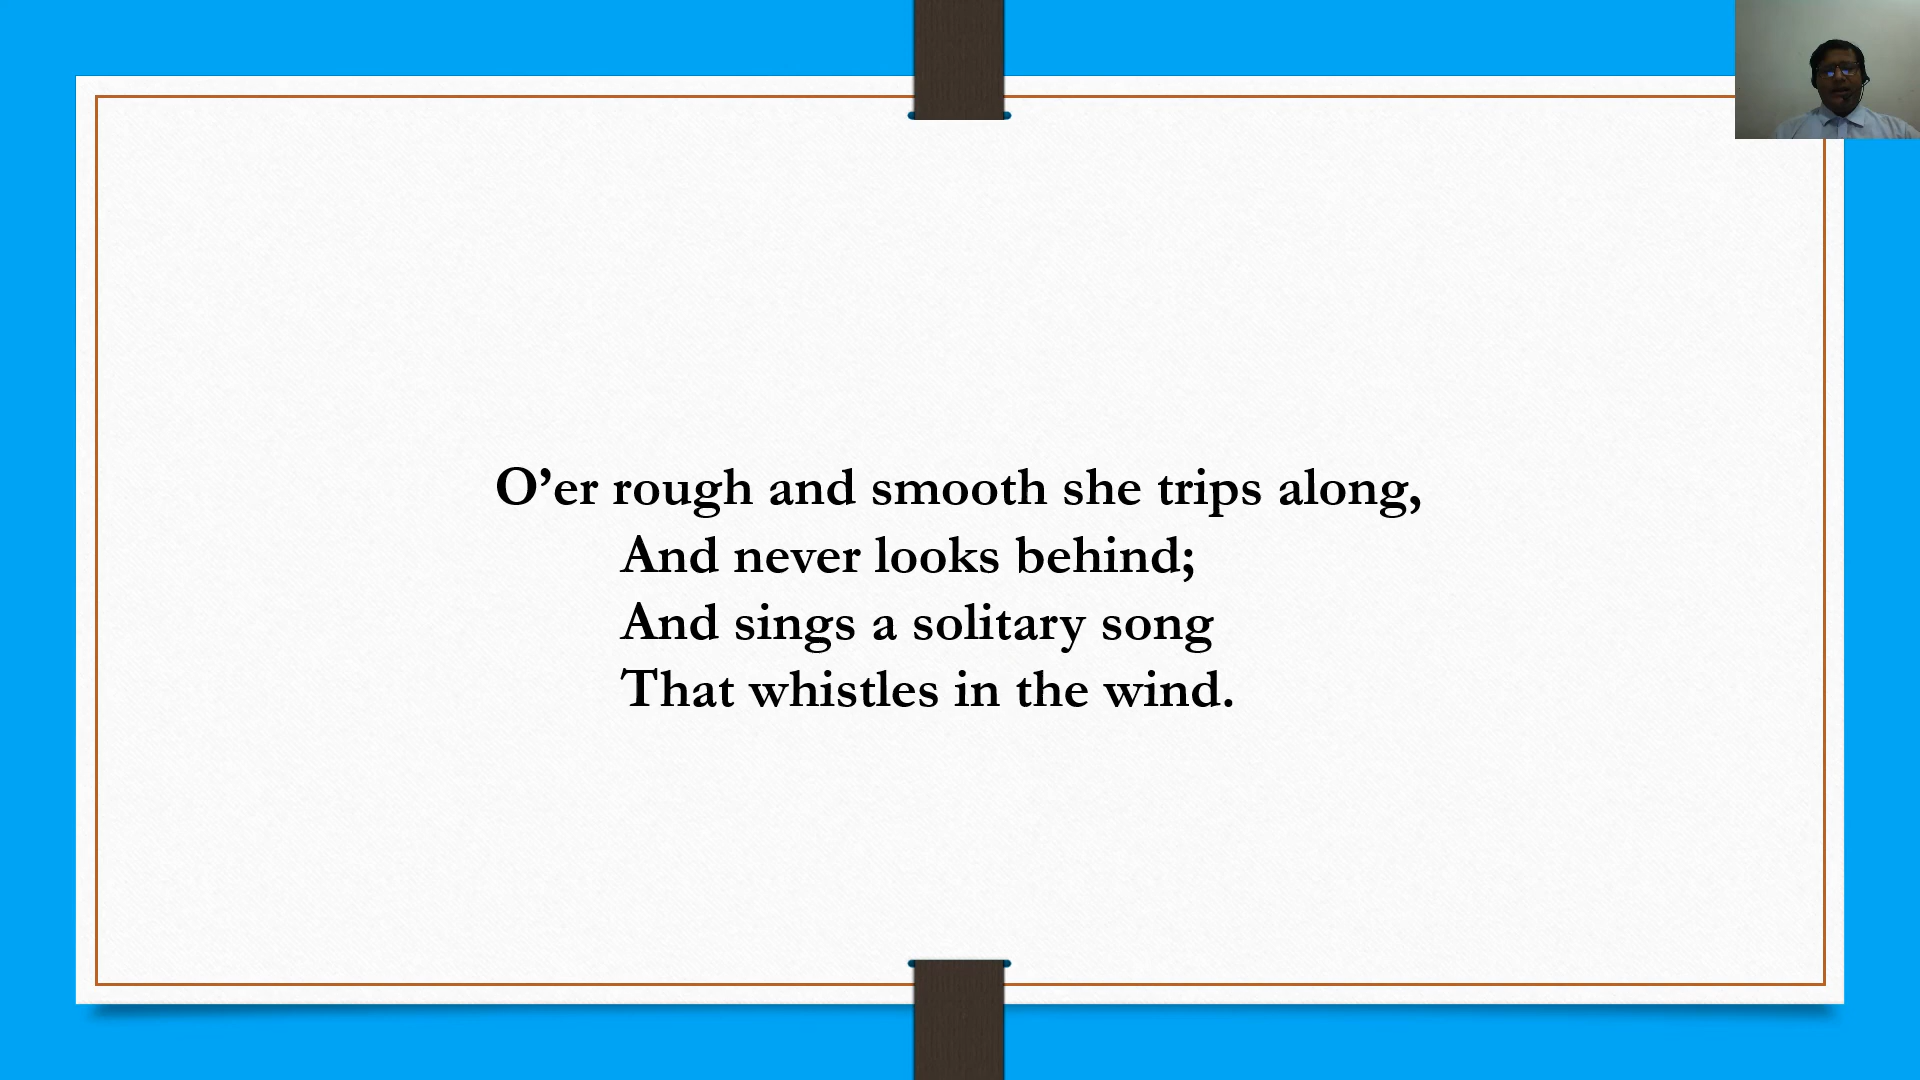 O’er rough and smooth she trips along,
And never looks behind;
And sings a solitary song
That whistles in the wind.